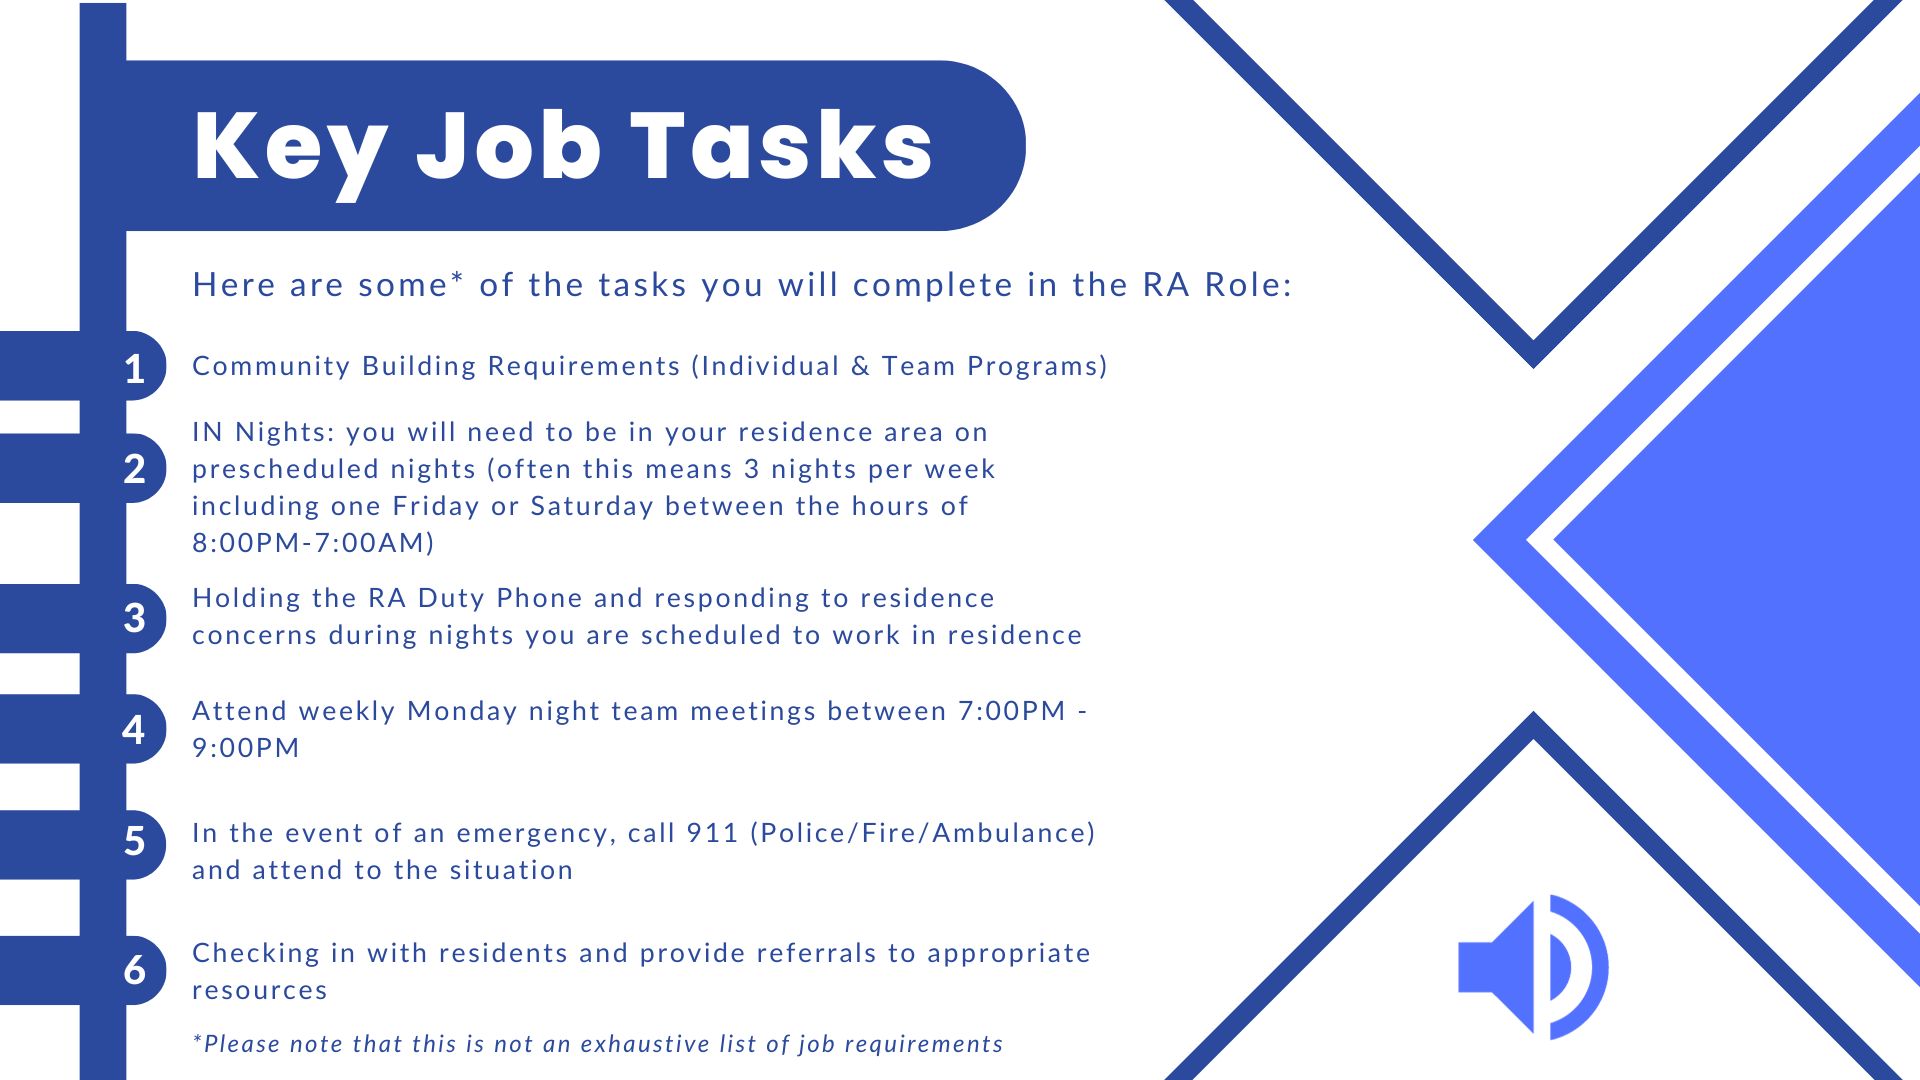 Key Job Tasks
Here are some* of the tasks you will complete in the RA Role:
1
Community Building Requirements (Individual & Team Programs)
2
IN Nights: you will need to be in your residence area on
prescheduled nights (often this means 3 nights per week
including one Friday or Saturday between the hours of
8:00PM-7:00AM)
3
Holding the RA Duty Phone and responding to residence
concerns during nights you are scheduled to work in residence
4
Attend weekly Monday night team meetings between 7:00PM -
9:00PM
5
In the event of an emergency, call 911 (Police/Fire/Ambulance)
and attend to the situation
6
Checking in with residents and provide referrals to appropriate
resources
*Please note that this is not an exhaustive list of job requirements